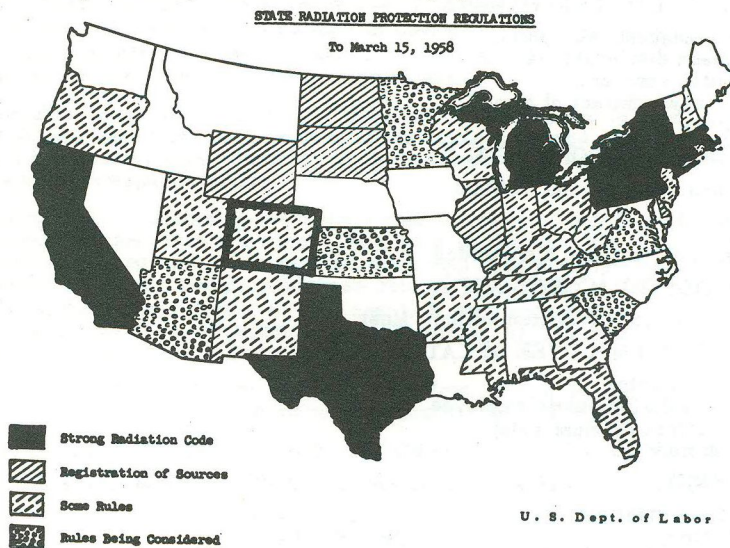 STATE RADIATION PROTECTION REGULATIONS
To March 15, 1958
Strong Radiation Code
Registration of Sources
Some Rules
Rules Being Considered
U. S. Dept. of Labor